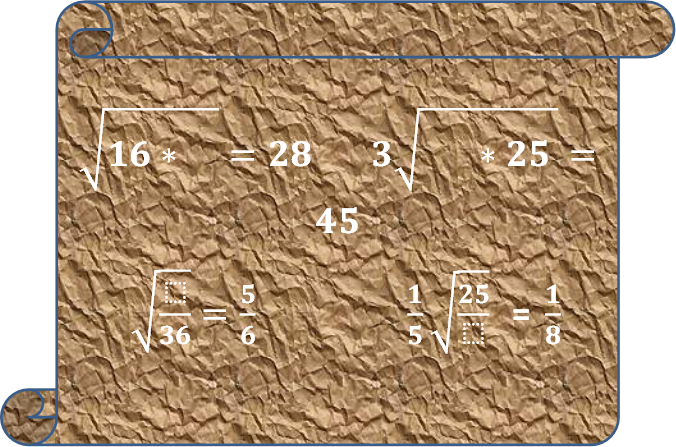 √(16 *   ) = 28    3√(   * 25) =
45
√(⬚/36) = 5/6    1/5 √(25/⬚) = 1/8